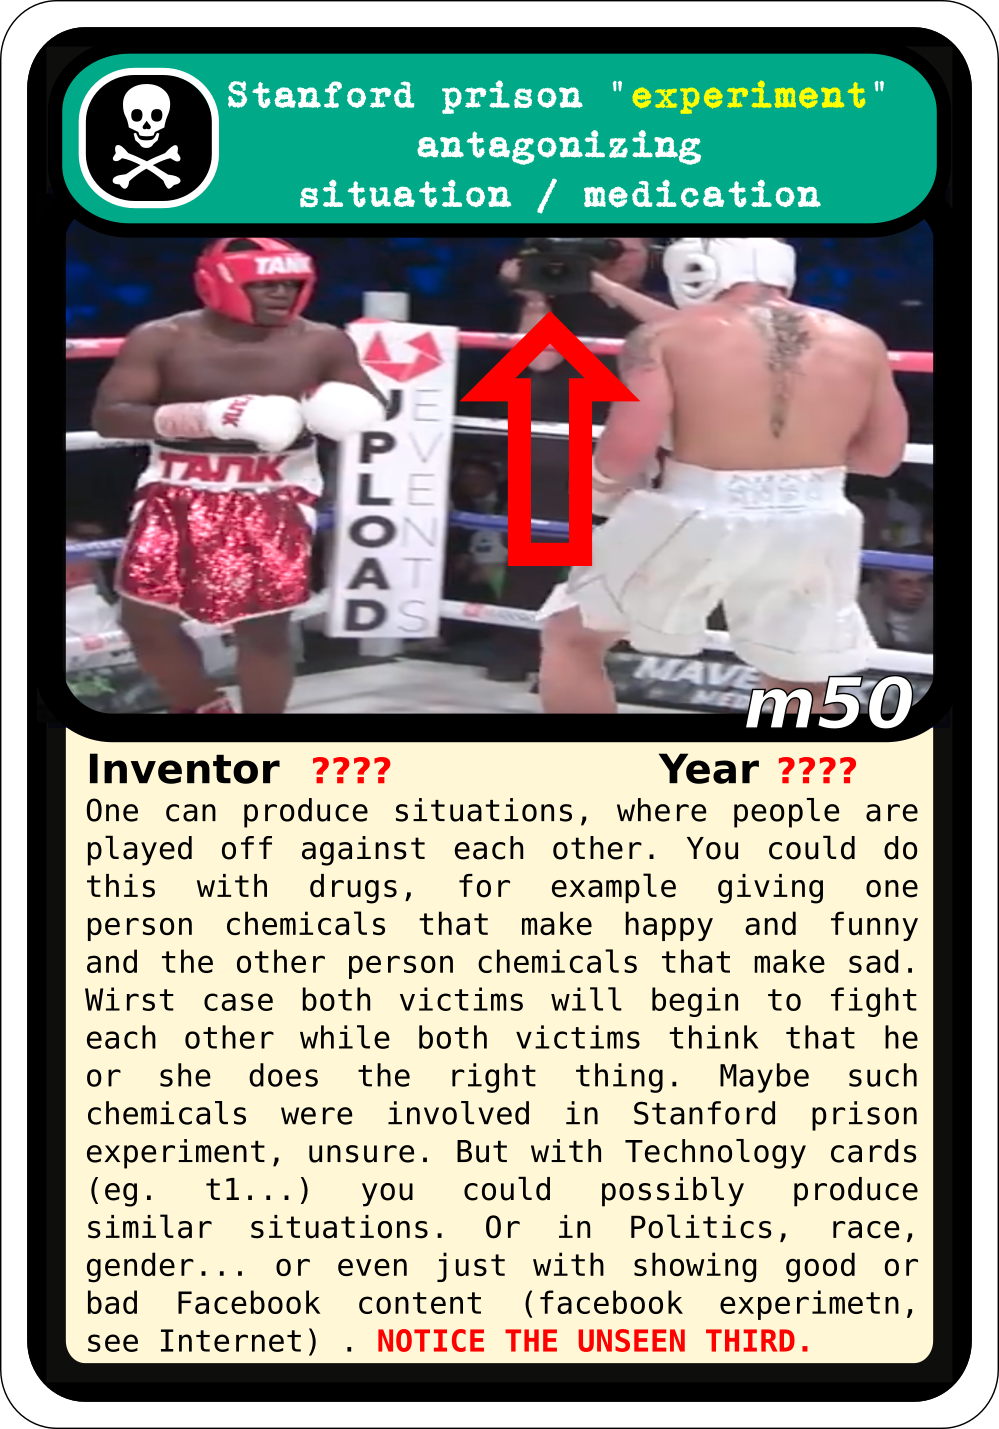 Stanford prison "experiment"
antagonizing
situation / medication
TANK
TANK
TANK
UPLOAD
EVENTS
MAVE
m50
Inventor ???? Year ????
One can produce situations, where people are
played off against each other. You could do
this with drugs, for example giving one
person chemicals that make happy and funny
and the other person chemicals that make sad.
Wirst case both victims will begin to fight
each other while both victims think that he
or she does the right thing. Maybe such
chemicals were involved in Stanford prison
experiment, unsure. But with Technology cards
(eg. t1...) you could possibly produce
similar situations. Or in Politics, race,
gender... or even just with showing good or
bad Facebook content (facebook experimetn,
see Internet) . NOTICE THE UNSEEN THIRD.